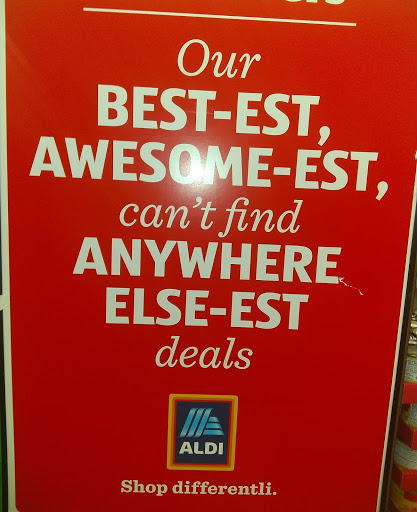 Our
BEST-EST,
AWESOME-EST,
can't find
ANYWHERE
ELSE-EST
deals
ALDI
Shop differentli.